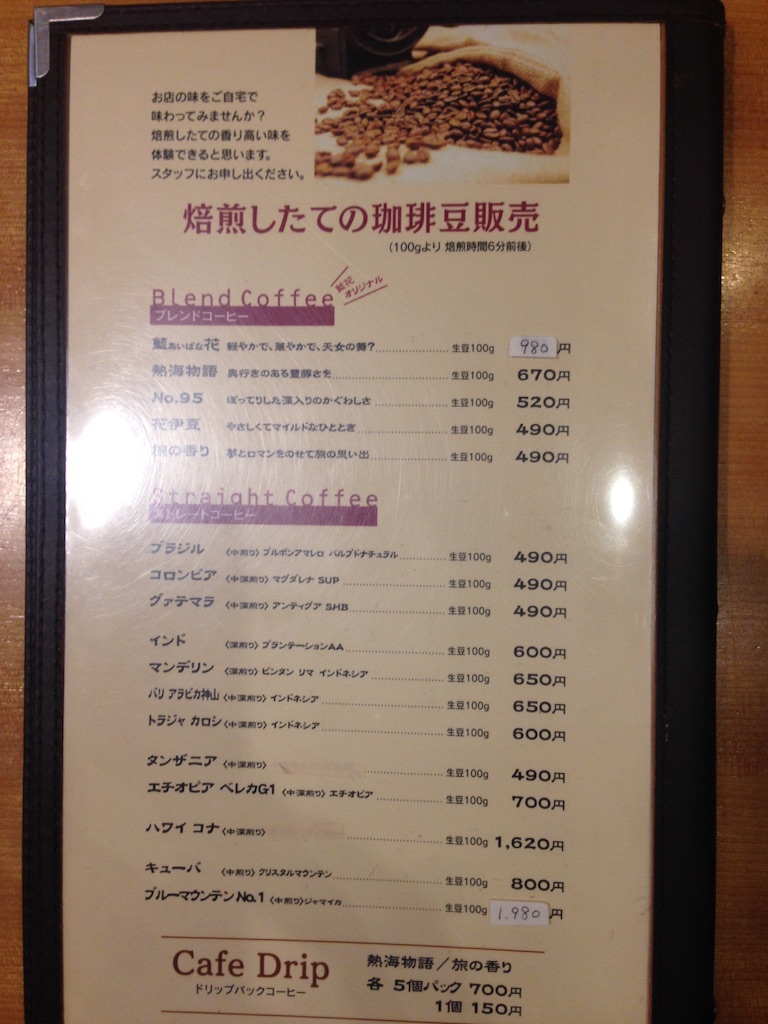 お店の味をご自宅で
味わってみませんか？
焙煎したての香り高い味を
体験できると思います。
スタッフにお申し出ください。
焙煎したての珈琲豆販売
(100gより 焙煎時間6分前後)
Blend Coffee 藍花オリジナル
ブレンドコーヒー
藍あいばな花 軽やかで、華やかで、天女の舞？ 生豆100g 980円
熱海物語 奥行きのある豊醇さを 生豆100g 670円
No.95 ぽってりした深入りのかぐわしさ 生豆100g 520円
花伊豆 やさしくてマイルドなひととき 生豆100g 490円
旅の香り 夢とロマンをのせて旅の思い出 生豆100g 490円
Straight Coffee
ストレートコーヒー
ブラジル 〈中煎り〉 ブルボンアマレロ パルプドナチュラル 生豆100g 490円
コロンビア 〈中深煎り〉 マグダレナ SUP 生豆100g 490円
グァテマラ 〈中深煎り〉 アンティグア SHB 生豆100g 490円
インド 〈深煎り〉 プランテーションAA 生豆100g 600円
マンデリン 〈深煎り〉 ビンタン リマ インドネシア 生豆100g 650円
バリ アラビカ神山 〈中深煎り〉 インドネシア 生豆100g 650円
トラジャ カロシ 〈中深煎り〉 インドネシア 生豆100g 600円
タンザニア 〈中深煎り〉 生豆100g 490円
エチオピア ベレカG1 〈中深煎り〉 エチオピア 生豆100g 700円
ハワイ コナ 〈中深煎り〉 生豆100g 1,620円
キューバ 〈中煎り〉 クリスタルマウンテン 生豆100g 800円
ブルーマウンテン No.1 〈中煎り〉 ジャマイカ 生豆100g 1.980円
Cafe Drip 熱海物語／旅の香り
ドリップパックコーヒー 各 5個パック 700円
1個 150円